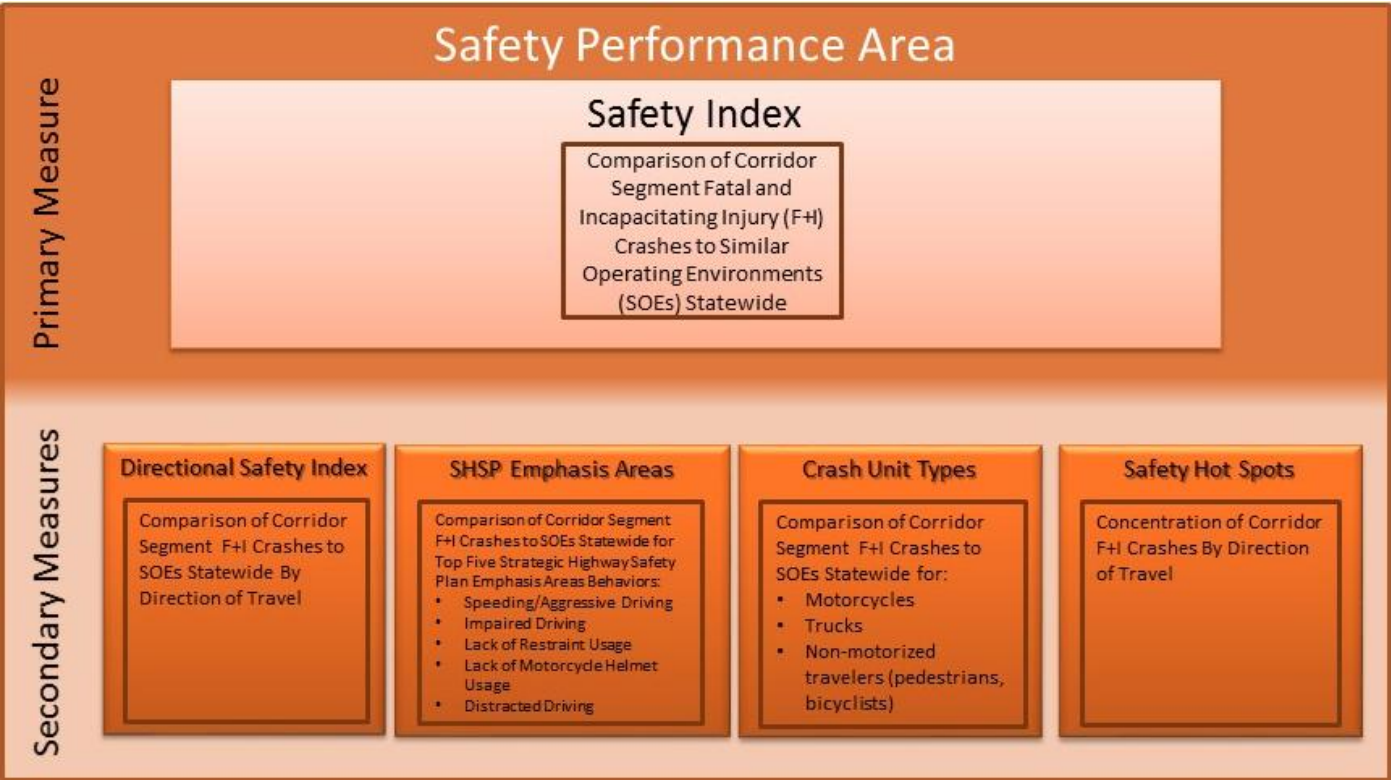 Safety Performance Area
Primary Measure
Safety Index
Comparison of Corridor
Segment Fatal and
Incapacitating Injury (F+I)
Crashes to Similar
Operating Environments
(SOEs) Statewide
Secondary Measures
Directional Safety Index
Comparison of Corridor
Segment F+I Crashes to
SOEs Statewide By
Direction of Travel
SHSP Emphasis Areas
Comparison of Corridor Segment
F+I Crashes to SOEs Statewide for
Top Five Strategic Highway Safety
Plan Emphasis Areas Behaviors:
• Speeding/Aggressive Driving
• Impaired Driving
• Lack of Restraint Usage
• Lack of Motorcycle Helmet
Usage
• Distracted Driving
Crash Unit Types
Comparison of Corridor
Segment F+I Crashes to
SOEs Statewide for:
• Motorcycles
• Trucks
• Non-motorized
travelers (pedestrians,
bicyclists)
Safety Hot Spots
Concentration of Corridor
F+I Crashes By Direction
of Travel